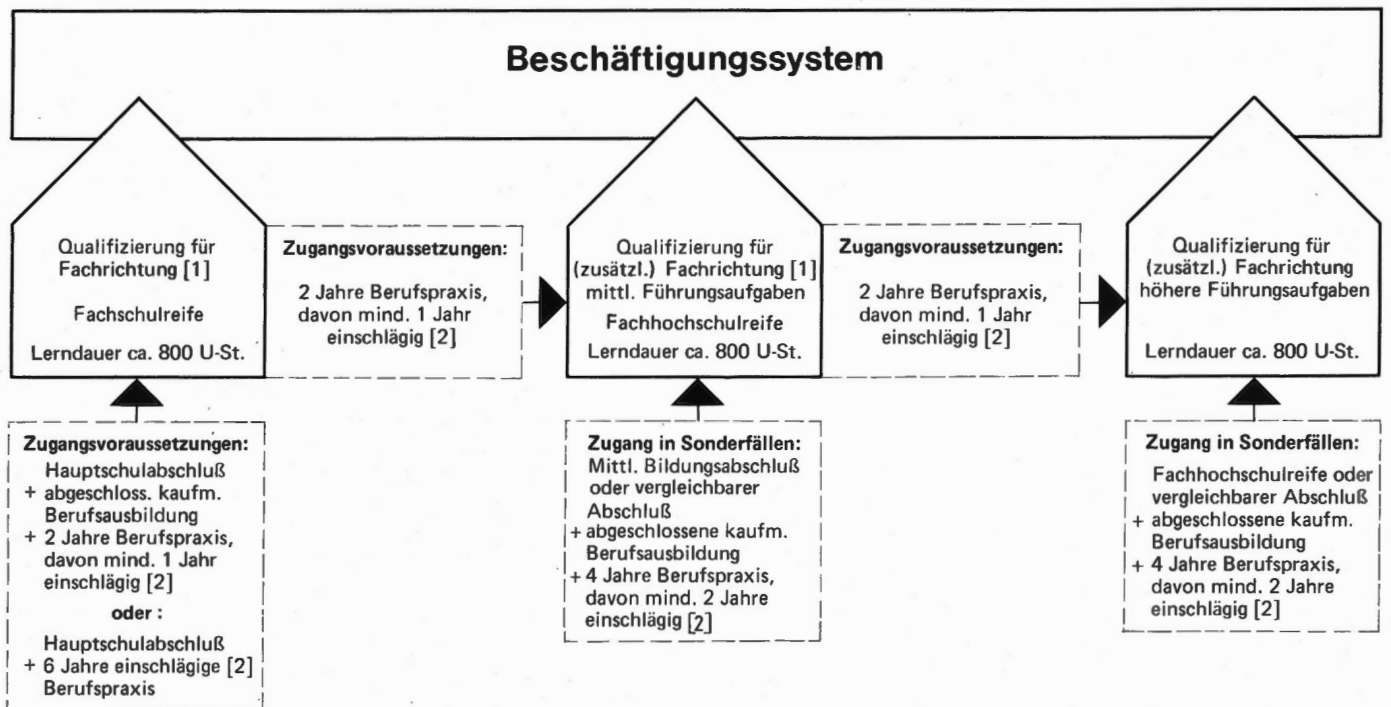 Beschäftigungssystem
Qualifizierung für
Fachrichtung [1]
Fachschulreife
Lerndauer ca. 800 U-St.
Zugangsvoraussetzungen:
2 Jahre Berufspraxis,
davon mind. 1 Jahr
einschlägig [2]
Qualifizierung für
(zusätzl.) Fachrichtung [1]
mittl. Führungsaufgaben
Fachhochschulreife
Lerndauer ca. 800 U-St.
Zugangsvoraussetzungen:
2 Jahre Berufspraxis,
davon mind. 1 Jahr
einschlägig [2]
Qualifizierung für
(zusätzl.) Fachrichtung
höhere Führungsaufgaben
Lerndauer ca. 800 U-St.
Zugangsvoraussetzungen:
Hauptschulabschluß
+ abgeschloss. kaufm.
Berufsausbildung
+ 2 Jahre Berufspraxis,
davon mind. 1 Jahr
einschlägig [2]
oder :
Hauptschulabschluß
+ 6 Jahre einschlägige [2]
Berufspraxis
Zugang in Sonderfällen:
Mittl. Bildungsabschluß
oder vergleichbarer
Abschluß
+ abgeschlossene kaufm.
Berufsausbildung
+ 4 Jahre Berufspraxis,
davon mind. 2 Jahre
einschlägig [2]
Zugang in Sonderfällen:
Fachhochschulreife oder
vergleichbarer Abschluß
+ abgeschlossene kaufm.
Berufsausbildung
+ 4 Jahre Berufspraxis,
davon mind. 2 Jahre
einschlägig [2]